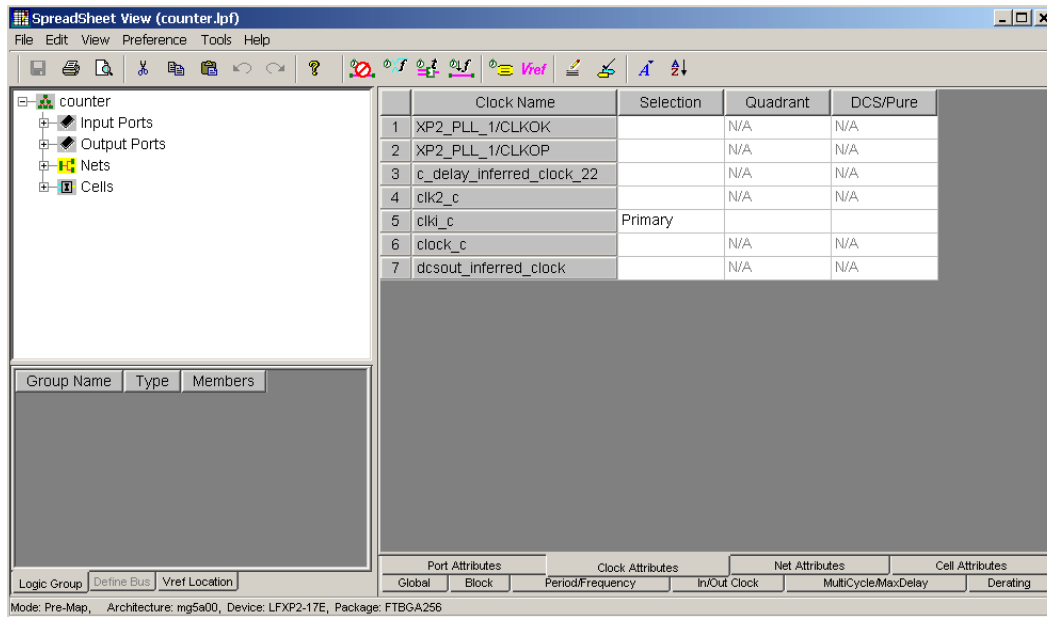 SpreadSheet View (counter.lpf)
File Edit View Preference Tools Help
Vref
counter
Input Ports
Output Ports
Nets
Cells
Clock Name Selection Quadrant DCS/Pure
1 XP2_PLL_1/CLKOK N/A N/A
2 XP2_PLL_1/CLKOP N/A N/A
3 c_delay_inferred_clock_22 N/A N/A
4 clk2_c N/A N/A
5 clki_c Primary
6 clock_c N/A N/A
7 dcsout_inferred_clock N/A N/A
Group Name Type Members
Logic Group Define Bus Vref Location
Port Attributes Clock Attributes Net Attributes Cell Attributes
Global Block Period/Frequency In/Out Clock MultiCycle/MaxDelay Derating
Mode: Pre-Map, Architecture: mg5a00, Device: LFXP2-17E, Package: FTBGA256